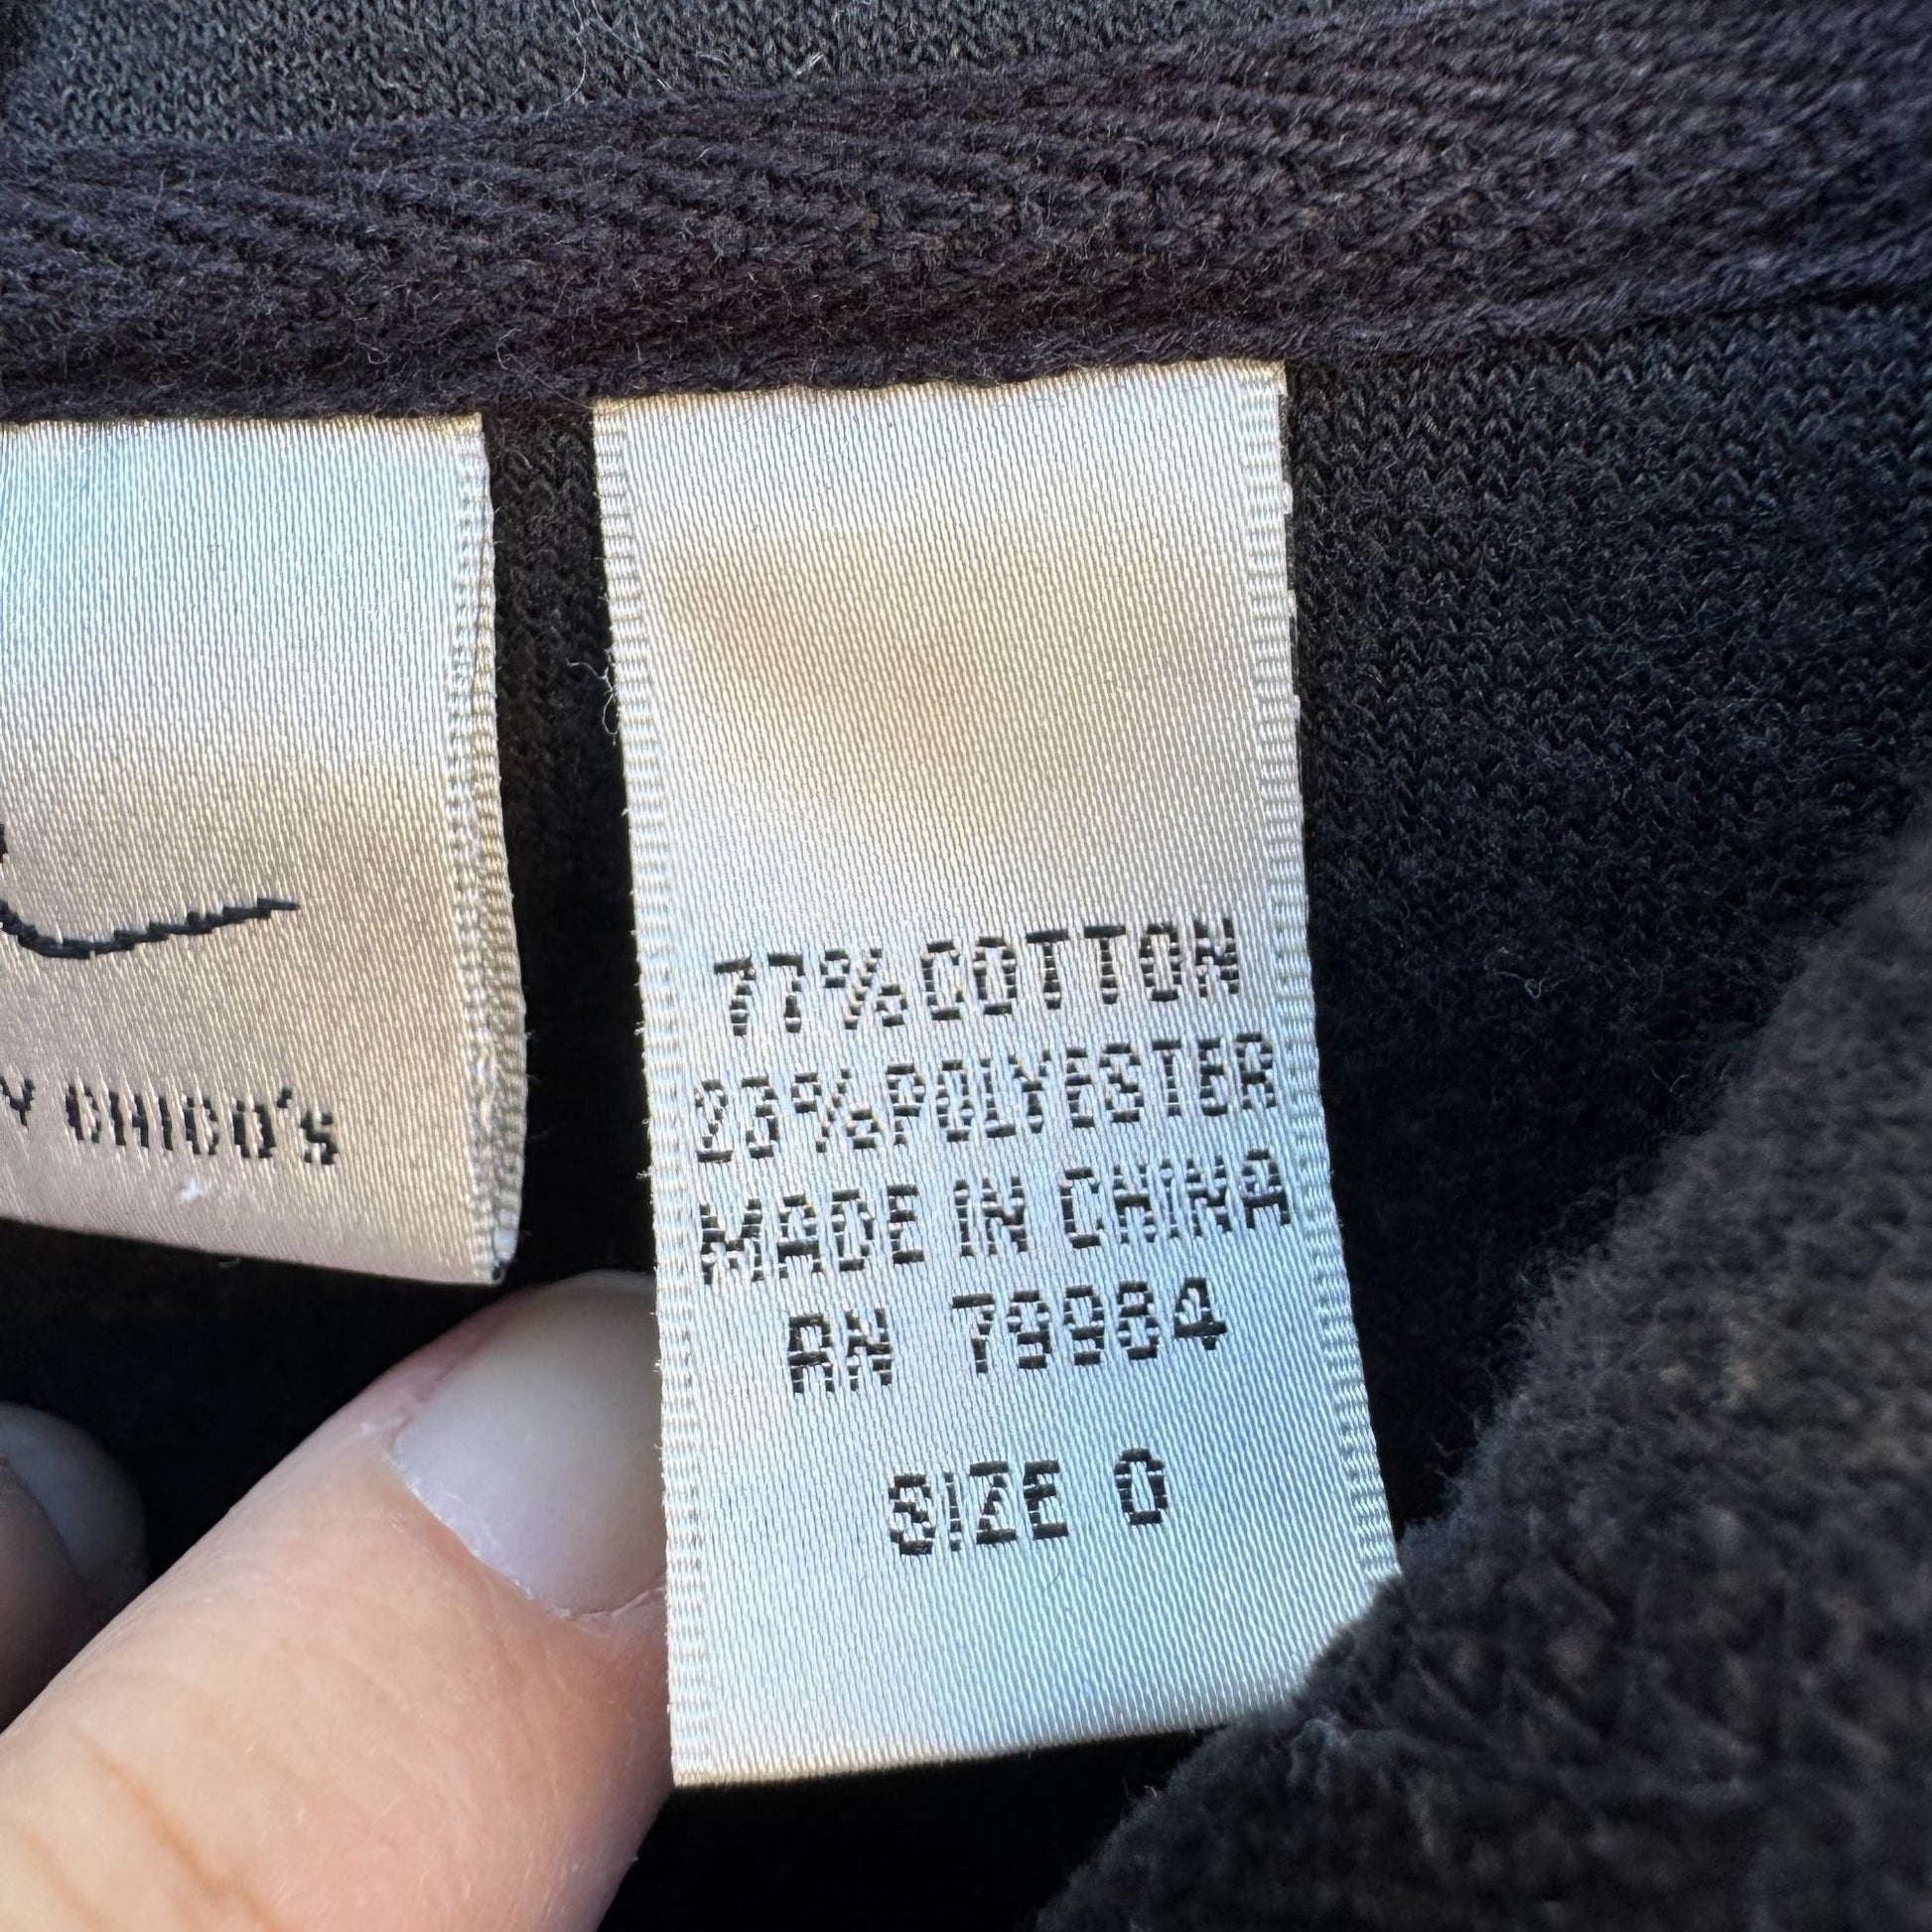 CHICO's
77% COTTON
23% POLYESTER
MADE IN CHINA
RN 79984
SIZE 0